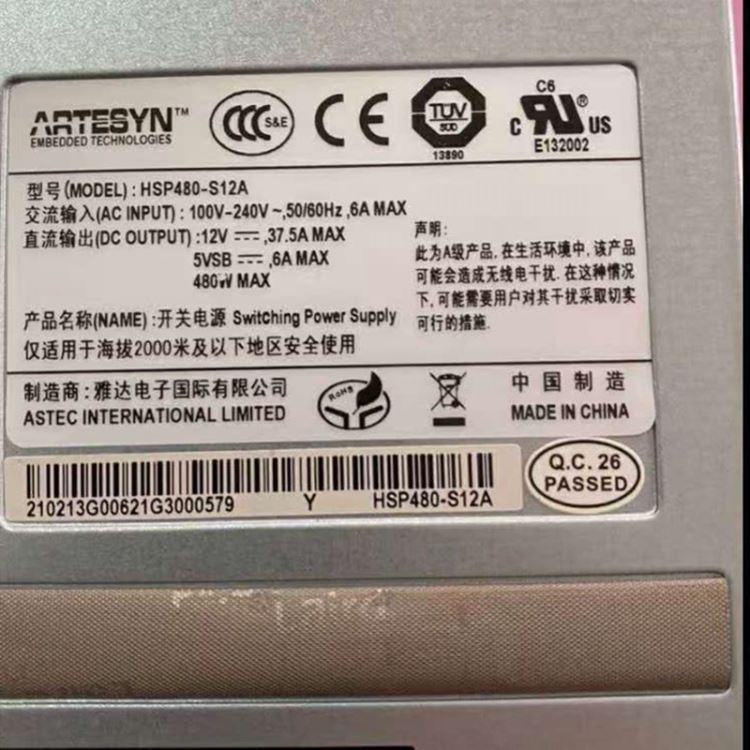 ARTESYN™
EMBEDDED TECHNOLOGIES
CCC S&E
CE
TÜV
SÜD
13890
C6
c RU® US
E132002
型号(MODEL) : HSP480-S12A
交流输入(AC INPUT) : 100V-240V ~,50/60Hz ,6A MAX
直流输出(DC OUTPUT) :12V ⎓ ,37.5A MAX
5VSB ⎓ ,6A MAX
480W MAX
产品名称(NAME) :开关电源 Switching Power Supply
仅适用于海拔2000米及以下地区安全使用
声明:
此为A级产品,在生活环境中,该产品
可能会造成无线电干扰.在这种情况
下,可能需要用户对其干扰采取切实
可行的措施.
制造商:雅达电子国际有限公司
ASTEC INTERNATIONAL LIMITED
RoHS
中国制造
MADE IN CHINA
210213G00621G3000579 Y HSP480-S12A
Q.C. 26
PASSED